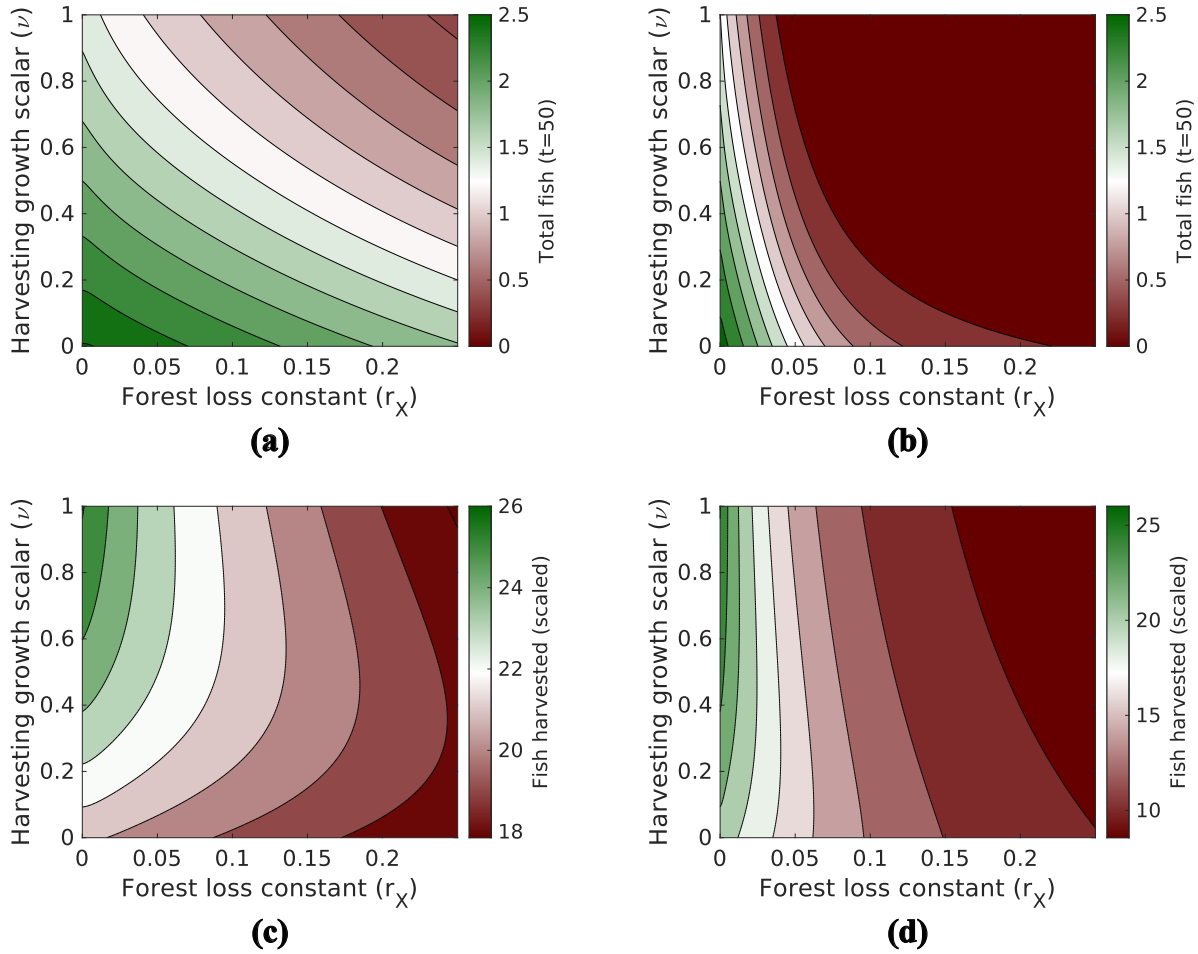 Harvesting growth scalar (ν)
1
0.8
0.6
0.4
0.2
0
0 0.05 0.1 0.15 0.2
Forest loss constant (r_X)
2.5
2
1.5
1
0.5
0
Total fish (t=50)
(a)
Harvesting growth scalar (ν)
1
0.8
0.6
0.4
0.2
0
0 0.05 0.1 0.15 0.2
Forest loss constant (r_X)
2.5
2
1.5
1
0.5
0
Total fish (t=50)
(b)
Harvesting growth scalar (ν)
1
0.8
0.6
0.4
0.2
0
0 0.05 0.1 0.15 0.2
Forest loss constant (r_X)
26
24
22
20
18
Fish harvested (scaled)
(c)
Harvesting growth scalar (ν)
1
0.8
0.6
0.4
0.2
0
0 0.05 0.1 0.15 0.2
Forest loss constant (r_X)
25
20
15
10
Fish harvested (scaled)
(d)